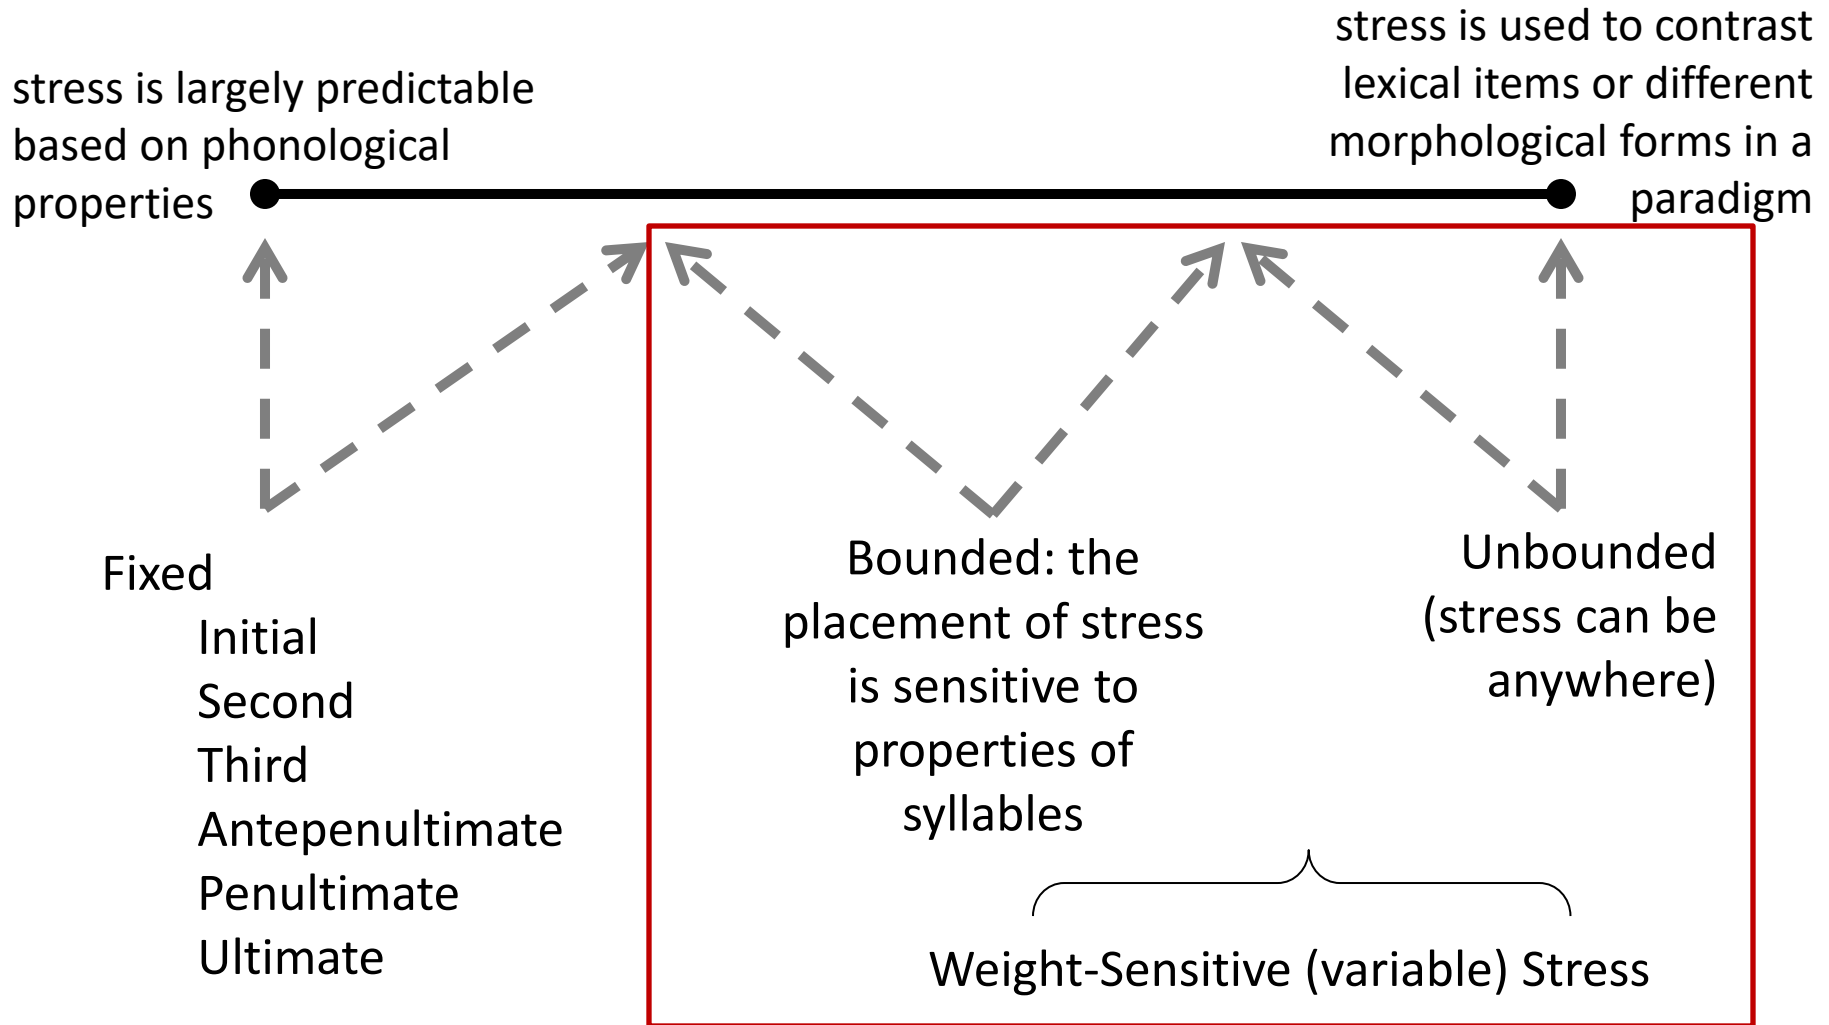 stress is largely predictable
based on phonological
properties
stress is used to contrast
lexical items or different
morphological forms in a
paradigm
Fixed
Initial
Second
Third
Antepenultimate
Penultimate
Ultimate
Bounded: the
placement of stress
is sensitive to
properties of
syllables
Unbounded
(stress can be
anywhere)
Weight-Sensitive (variable) Stress